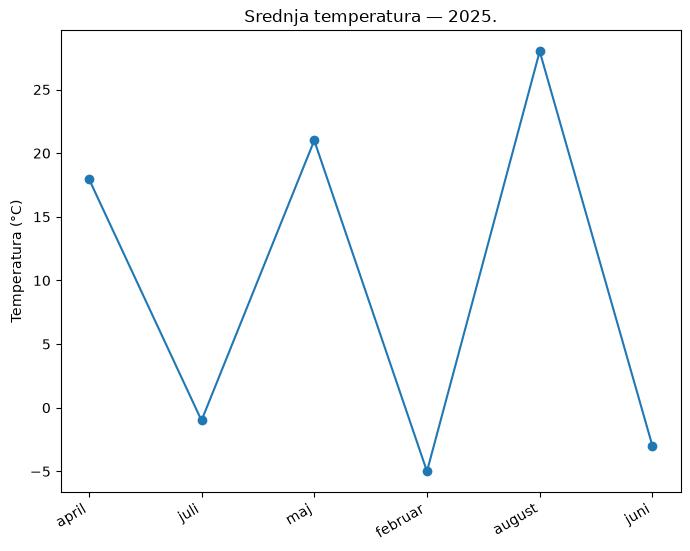 Srednja temperatura — 2025.
Temperatura (°C)
25
20
15
10
5
0
−5
april
juli
maj
februar
august
juni